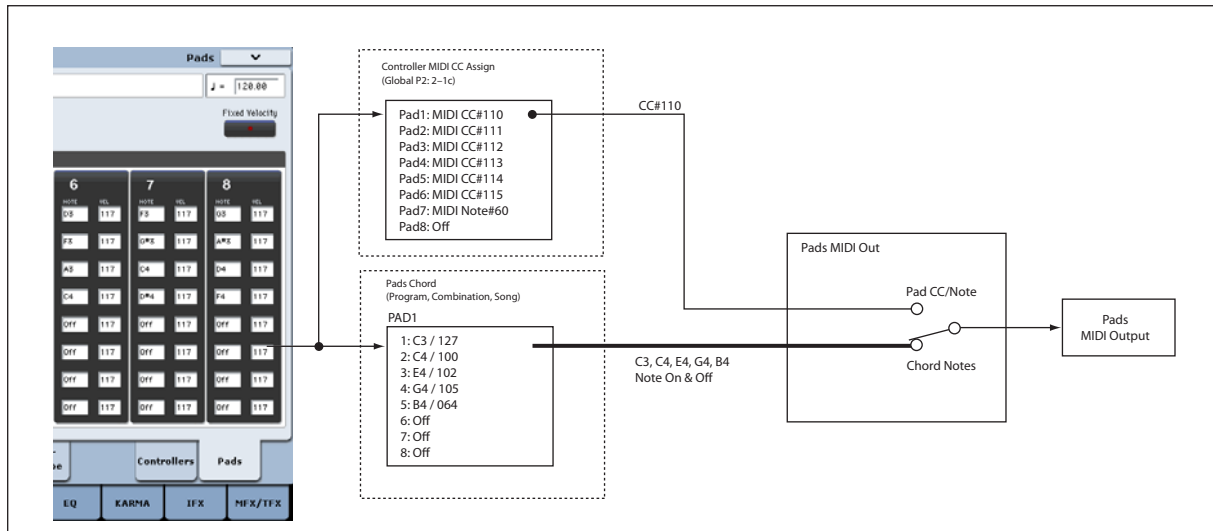 Pads
♩ = 120.00
Fixed Velocity
6 7 8
NOTE VEL NOTE VEL NOTE VEL
D3 117 F3 117 G3 117
F3 117 G#3 117 A#3 117
A3 117 C4 117 D4 117
C4 117 D#4 117 F4 117
Off 117 Off 117 Off 117
Off 117 Off 117 Off 117
Off 117 Off 117 Off 117
Off 117 Off 117 Off 117
Controllers Pads
EQ KARMA IFX MFX/TFX
Controller MIDI CC Assign
(Global P2: 2–1c)
Pad1: MIDI CC#110
Pad2: MIDI CC#111
Pad3: MIDI CC#112
Pad4: MIDI CC#113
Pad5: MIDI CC#114
Pad6: MIDI CC#115
Pad7: MIDI Note#60
Pad8: Off
CC#110
Pads Chord
(Program, Combination, Song)
PAD1
1: C3 / 127
2: C4 / 100
3: E4 / 102
4: G4 / 105
5: B4 / 064
6: Off
7: Off
8: Off
C3, C4, E4, G4, B4
Note On & Off
Pads MIDI Out
Pad CC/Note
Chord Notes
Pads
MIDI Output